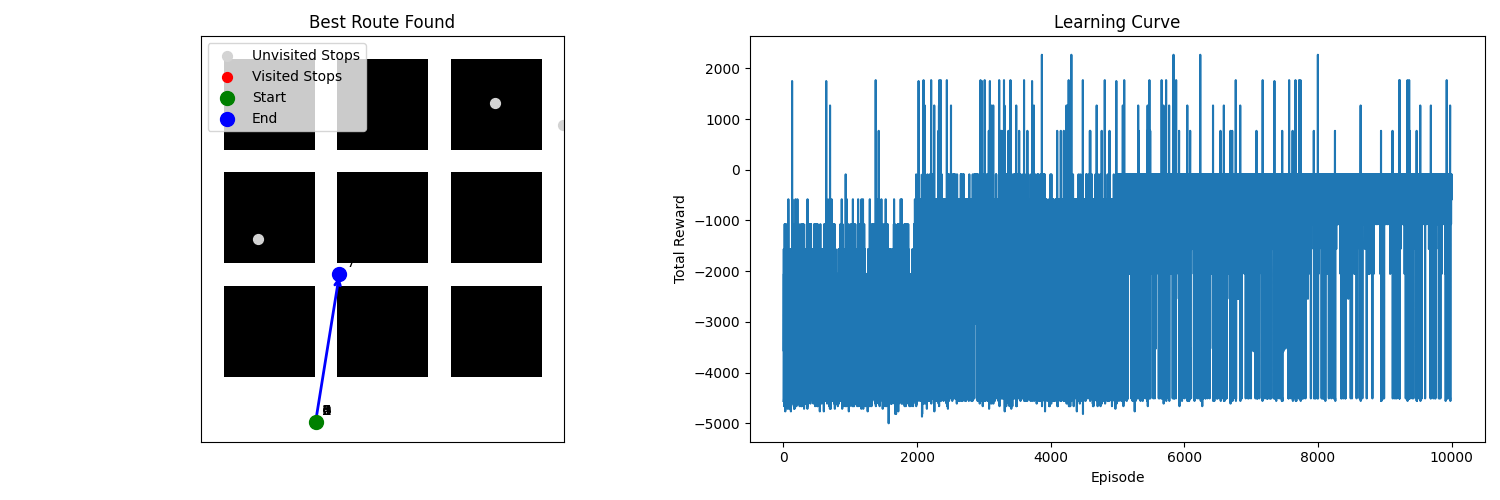 Best Route Found
Unvisited Stops
Visited Stops
Start
End
7
Learning Curve
2000
1000
0
−1000
−2000
−3000
−4000
−5000
Total Reward
0
2000
4000
6000
8000
10000
Episode